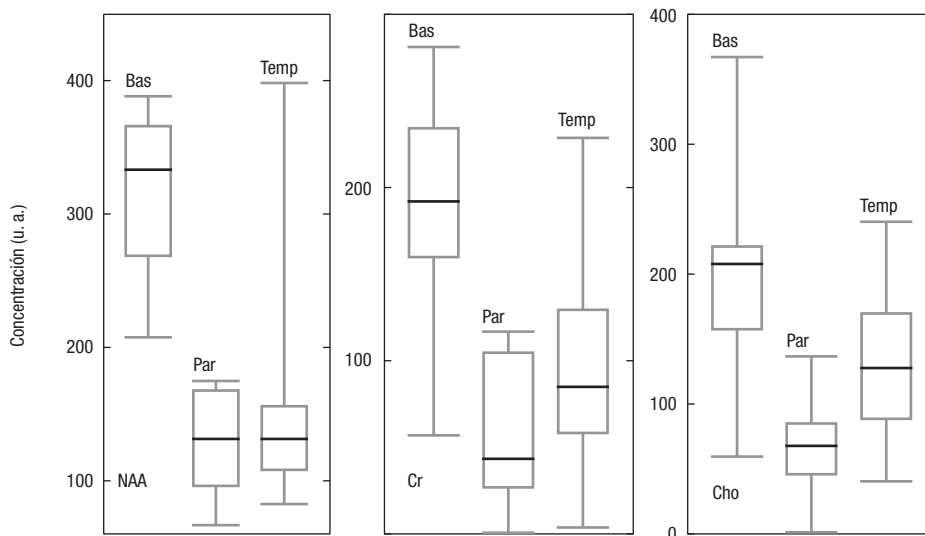 Concentración (u. a.)
400
300
200
100
Bas
Par
Temp
NAA
200
100
Bas
Par
Temp
Cr
400
300
200
100
0
Bas
Par
Temp
Cho